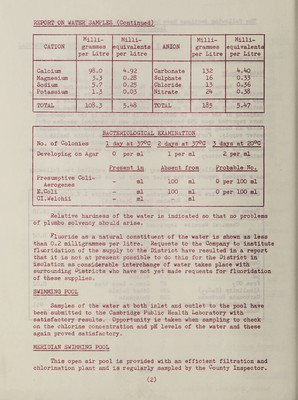 REPORT ON WATER SAMPLES (Continued)
CATION Milli-grammes per Litre Milli-equivalents per Litre ANION Milli-grammes per Litre Milli-equivalents per Litre
Calcium 98.0 4.92 Carbonate 132 4.40
Magnesium 3.3 0.28 Sulphate 16 0.33
Sodium 5.7 0.25 Chloride 13 0.36
Potassium 1.3 0.03 Nitrate 24 0.38
TOTAL 108.3 5.48 TOTAL 185 5.47
BACTERIOLOGICAL EXAMINATION
No. of Colonies 1 day at 37°C 2 days at 37°C 3 days at 20°C
Developing on Agar 0 per ml 1 per ml 2 per ml
Present in Absent from Probable No.
Presumptive Coli-
Aerogenes - ml 100 ml 0 per 100 ml
E.Coli - ml 100 ml 0 per 100 ml
CI.Welchii - ml - ml
Relative hardness of the water is indicated so that no problems
of plumbo solvency should arise.
Fluoride as a natural constituent of the water is shown as less
than 0.2 milligrammes per litre. Requests to the Company to institute
fluoridation of the supply to the District have resulted in a report
that it is not at present possible to do this for the District in
isolation as considerable interchange of water takes place with
surrounding Districts who have not yet made requests for fluoridation
of these supplies.
SWIMMING POOL
Samples of the water at both inlet and outlet to the pool have
been submitted to the Cambridge Public Health Laboratory with
satisfactory results. Opportunity is taken when sampling to check
on the chlorine concentration and pH levels of the water and these
again proved satisfactory.
MERIDIAN SWIMMING POOL
This open air pool is provided with an efficient filtration and
chlorination plant and is regularly sampled by the County Inspector.
(2)